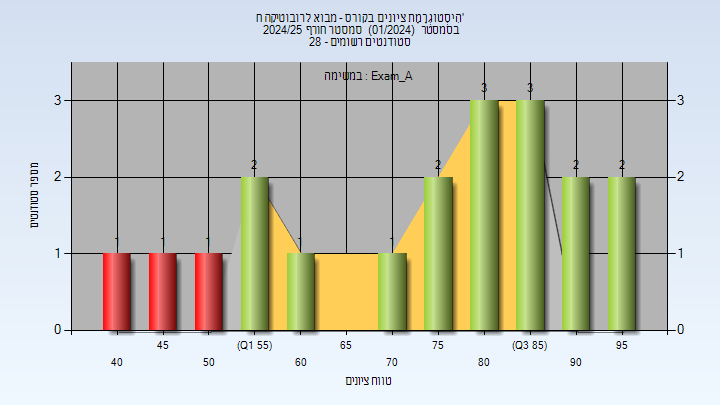 היסטוגרמת ציונים בקורס - מבוא לרובוטיקה ח'
בסמסטר (01/2024) סמסטר חורף 2024/25
סטודנטים רשומים - 28
במשימה : Exam_A
מספר סטודנטים
3 3
2 2
1 1
0 0
1 1 1 2 1 1 2 3 3 2 2
45 (Q1 55) 65 75 (Q3 85) 95
40 50 60 70 80 90
טווח ציונים